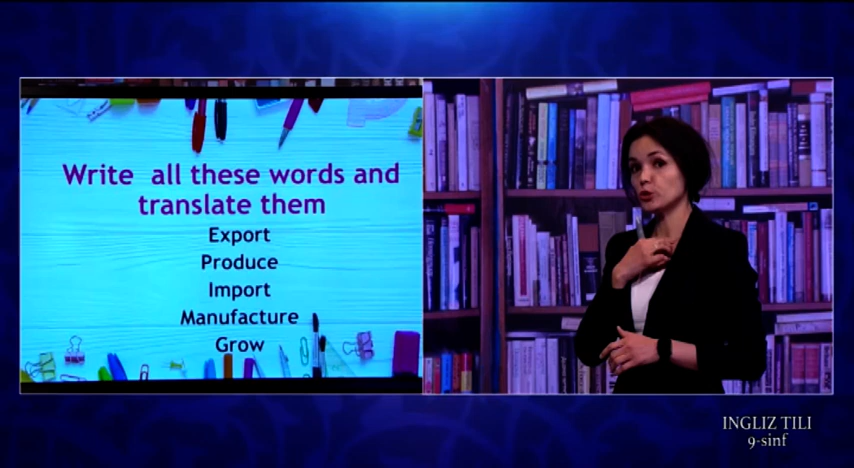 Write all these words and
translate them
Export
Produce
Import
Manufacture
Grow
INGLIZ TILI
9-sinf